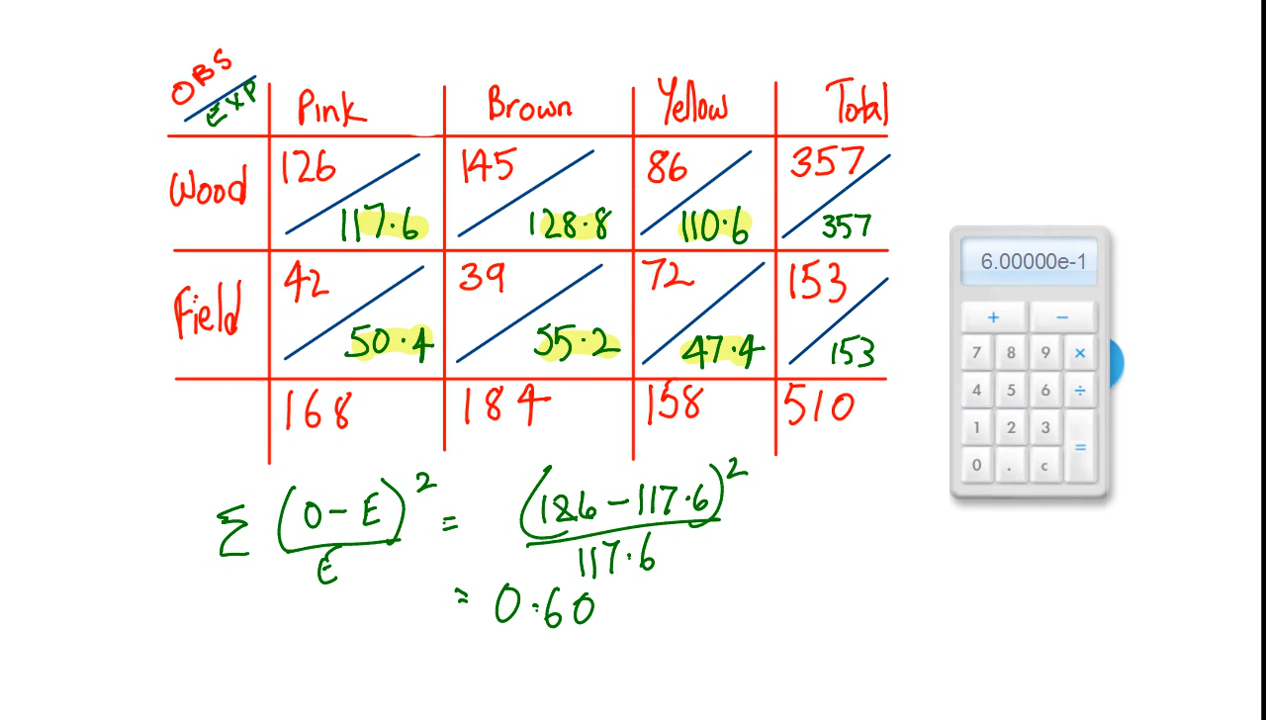 OBS
EXP
Pink Brown Yellow Total
Wood 126 145 86 357
117.6 128.8 110.6 357
Field 42 39 72 153
50.4 55.2 47.4 153
168 184 158 510
Σ (O - E)² / E = (126 - 117.6)² / 117.6
= 0.60
6.00000e-1
+ −
7 8 9 ×
4 5 6 ÷
1 2 3 =
0 . c